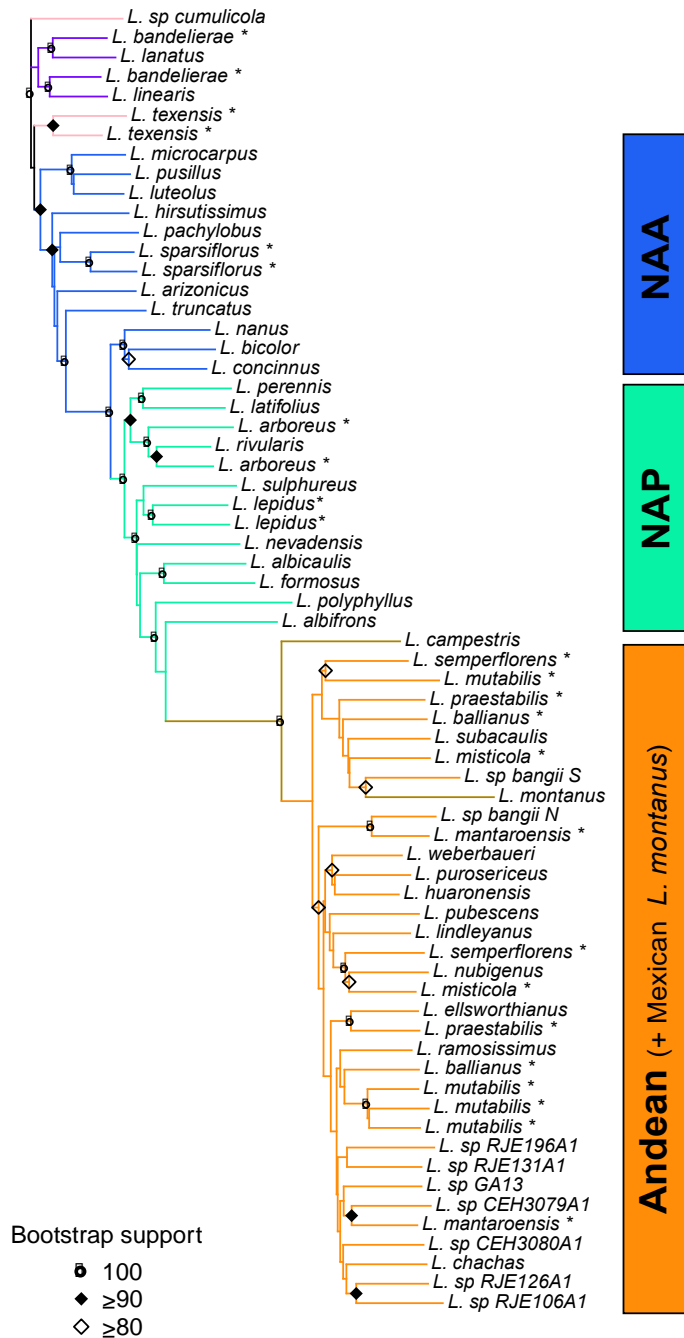 L. sp cumulicola
L. bandelierae *
L. lanatus
L. bandelierae *
L. linearis
L. texensis *
L. texensis *
L. microcarpus
L. pusillus
L. luteolus
L. hirsutissimus
L. pachylobus
L. sparsiflorus *
L. sparsiflorus *
L. arizonicus
L. truncatus
L. nanus
L. bicolor
L. concinnus
L. perennis
L. latifolius
L. arboreus *
L. rivularis
L. arboreus *
L. sulphureus
L. lepidus*
L. lepidus*
L. nevadensis
L. albicaulis
L. formosus
L. polyphyllus
L. albifrons
L. campestris
L. semperflorens *
L. mutabilis *
L. praestabilis *
L. ballianus *
L. subacaulis
L. misticola *
L. sp bangii S
L. montanus
L. sp bangii N
L. mantaroensis *
L. weberbaueri
L. purosericeus
L. huaronensis
L. pubescens
L. lindleyanus
L. semperflorens *
L. nubigenus
L. misticola *
L. ellsworthianus
L. praestabilis *
L. ramosissimus
L. ballianus *
L. mutabilis *
L. mutabilis *
L. mutabilis *
L. sp RJE196A1
L. sp RJE131A1
L. sp GA13
L. sp CEH3079A1
L. mantaroensis *
L. sp CEH3080A1
L. chachas
L. sp RJE126A1
L. sp RJE106A1
NAA
NAP
Andean (+ Mexican L. montanus)
Bootstrap support
100
≥90
≥80